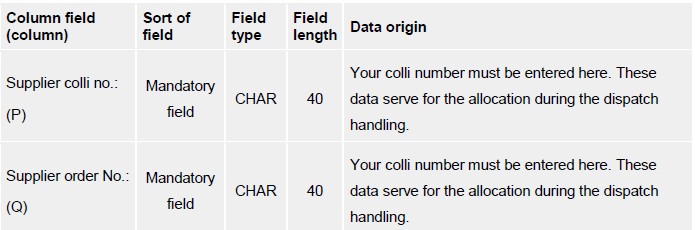 Column field Sort of Field Field Data origin
(column) field type length
Supplier colli no.:
(P)
Mandatory
field
CHAR
40
Your colli number must be entered here. These
data serve for the allocation during the dispatch
handling.
Supplier order No.:
(Q)
Mandatory
field
CHAR
40
Your colli number must be entered here. These
data serve for the allocation during the dispatch
handling.